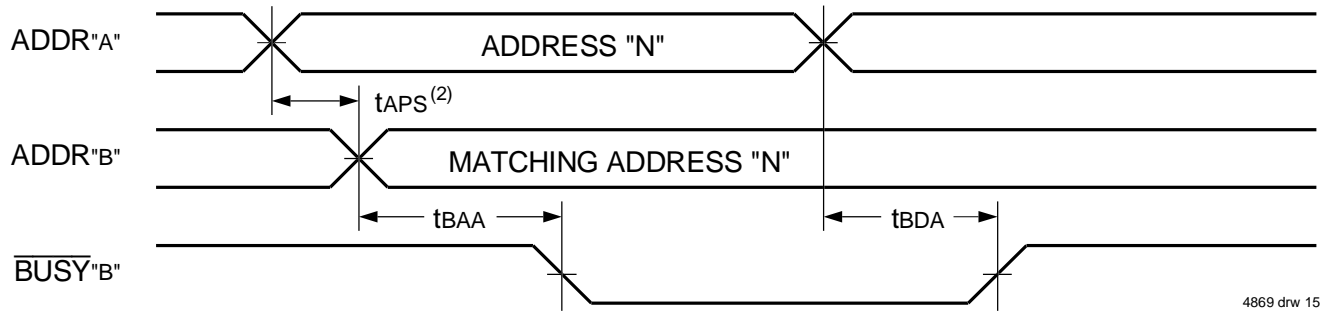 ADDR"A"
ADDRESS "N"
tAPS(2)
ADDR"B"
MATCHING ADDRESS "N"
tBAA
tBDA
BUSY"B"
4869 drw 15